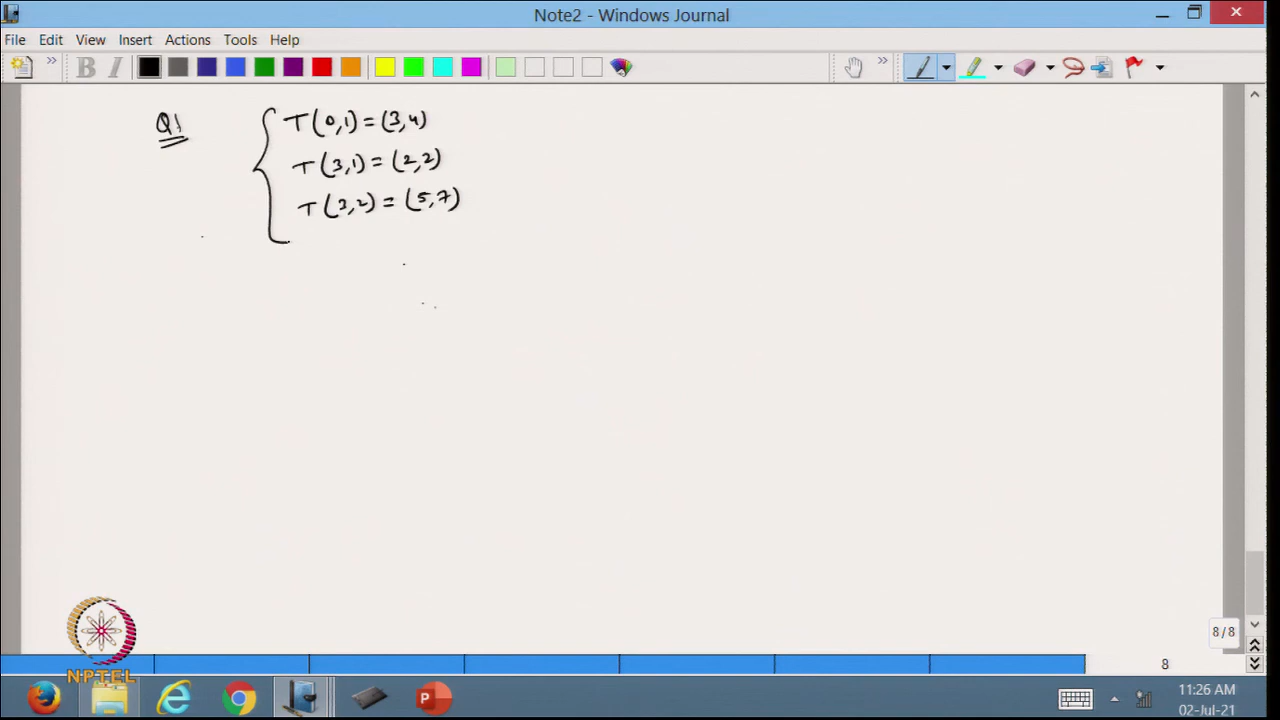 Note2 - Windows Journal
File Edit View Insert Actions Tools Help
B I
Q1
T(0,1)=(3,4)
T(3,1)=(2,2)
T(3,2)=(5,7)
8/8
8
NPTEL
11:26 AM
02-Jul-21